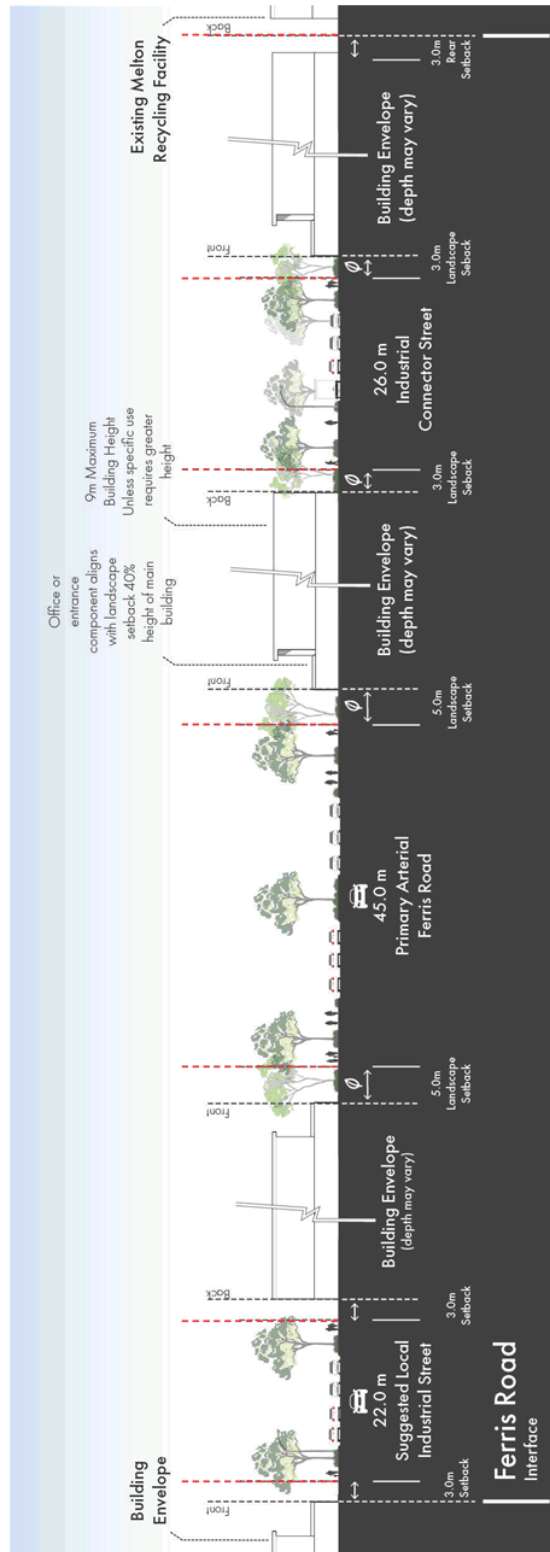 Building
Envelope
Office or
entrance
component aligns
with landscape
setback 40%
height of main
building
9m Maximum
Building Height
Unless specific use
requires greater
height
Existing Melton
Recycling Facility
Front
Back
Front
Front
Back
Front
Back
22.0 m
Suggested Local
Industrial Street
Building Envelope
(depth may vary)
45.0 m
Primary Arterial
Ferris Road
Building Envelope
(depth may vary)
26.0 m
Industrial
Connector Street
Building Envelope
(depth may vary)
3.0m
Setback
3.0m
Setback
5.0m
Landscape
Setback
5.0m
Landscape
Setback
3.0m
Landscape
Setback
3.0m
Landscape
Seback
3.0m
Rear
Setback
Ferris Road
Interface